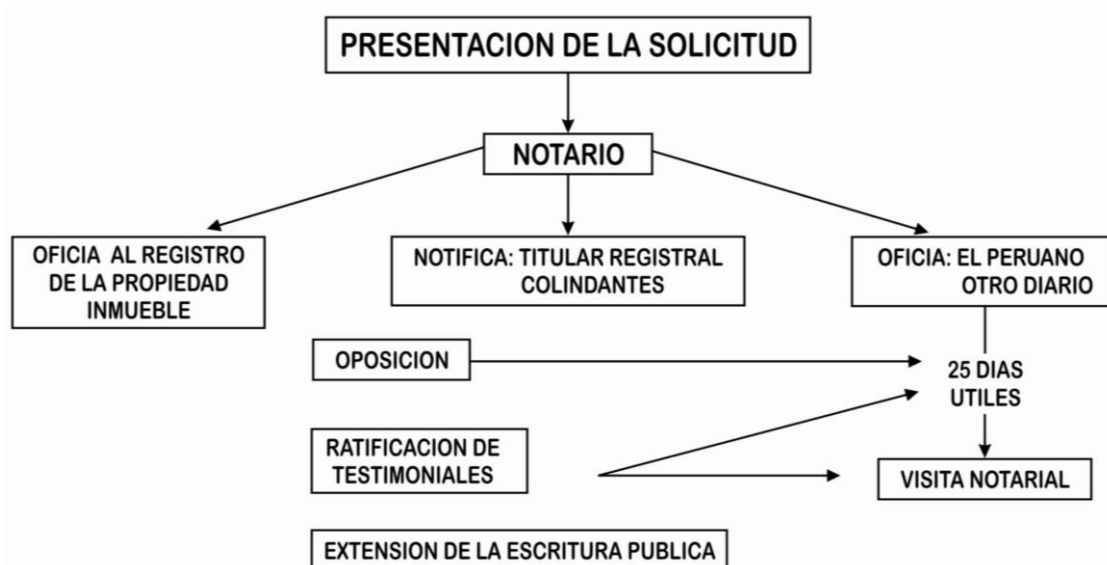 PRESENTACION DE LA SOLICITUD
NOTARIO
OFICIA AL REGISTRO
DE LA PROPIEDAD
INMUEBLE
NOTIFICA: TITULAR REGISTRAL
COLINDANTES
OFICIA: EL PERUANO
OTRO DIARIO
OPOSICION
25 DIAS
UTILES
RATIFICACION DE
TESTIMONIALES
VISITA NOTARIAL
EXTENSION DE LA ESCRITURA PUBLICA